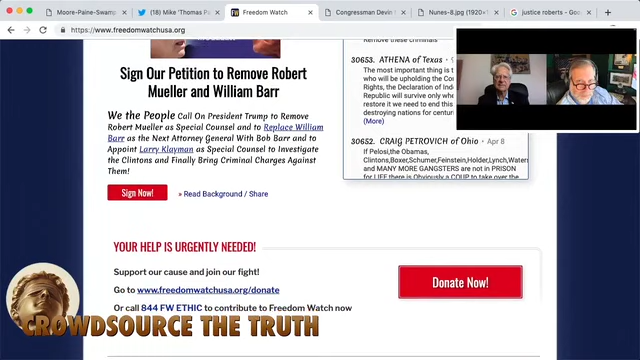 Moore-Paine-Swamp
(18) Mike 'Thomas Pa
Freedom Watch
Congressman Devin
Nunes-8.jpg (1920×1
justice roberts - Goo
https://www.freedomwatchusa.org
Sign Our Petition to Remove Robert
Mueller and William Barr
We the People Call On President Trump to Remove
Robert Mueller as Special Counsel and to Replace William
Barr as the Next Attorney General With Bob Barr and to
Appoint Larry Klayman as Special Counsel to Investigate
the Clintons and Finally Bring Criminal Charges Against
Them!
Sign Now!
» Read Background / Share
Remove these criminals
30653. ATHENA of Texas •
The most important thing is t
who will be upholding the Co
Rights, the Declaration of Inde
Republic will survive only whe
restore it we need to end this
destroying nations for centur
(More)
30652. CRAIG PETROVICH of Ohio • Apr 8
If Pelosi,the Obamas,
Clintons,Boxer,Schumer,Feinstein,Holder,Lynch,Waters
and MANY MORE GANGSTERS are not in PRISON
for LIFE there is Obviously a COUP to take over the
YOUR HELP IS URGENTLY NEEDED!
Support our cause and join our fight!
Go to www.freedomwatchusa.org/donate
Or call 844 FW ETHIC to contribute to Freedom Watch now
Donate Now!
CROWDSOURCE THE TRUTH